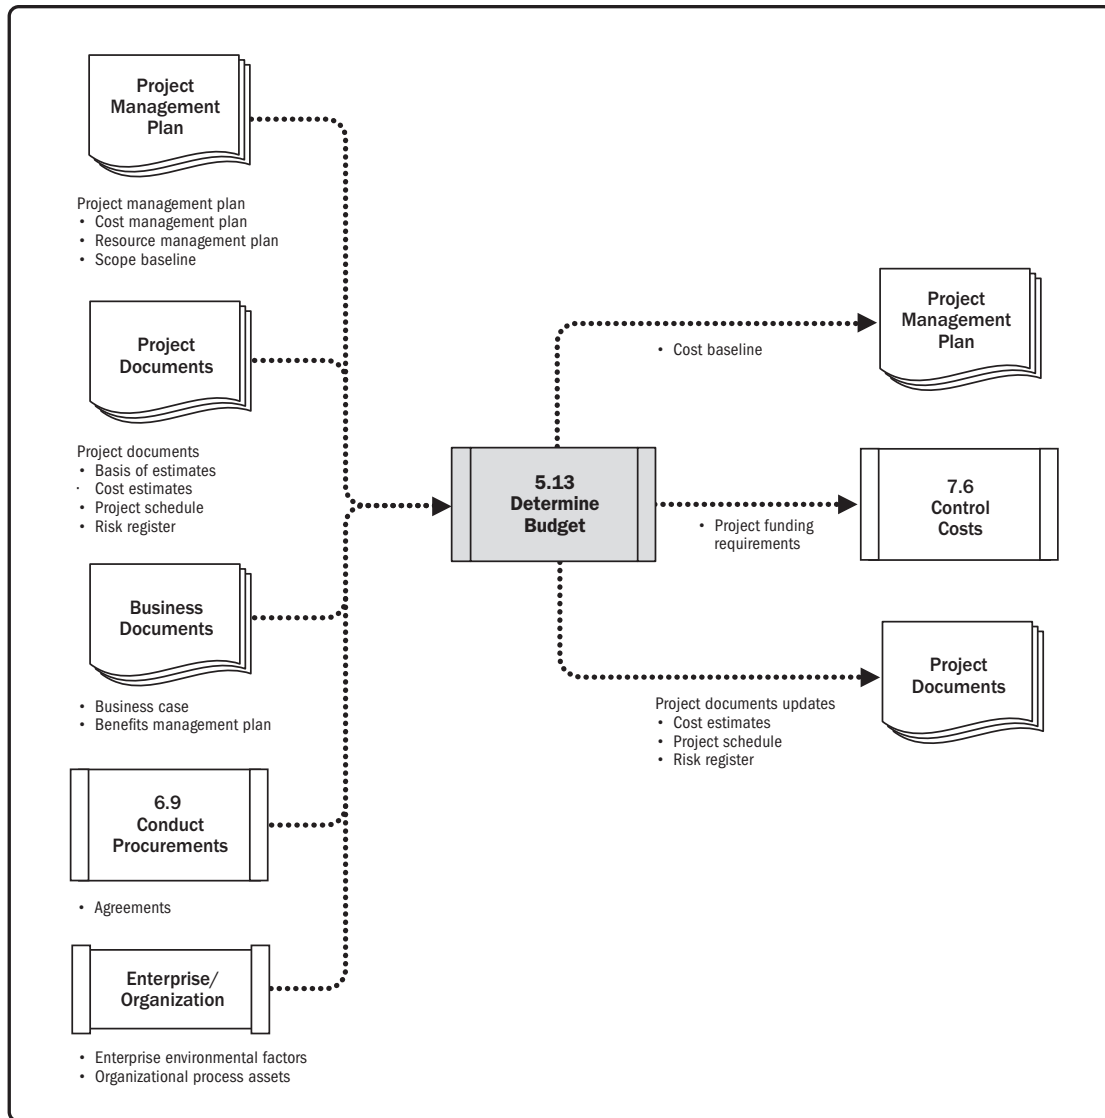 Project
Management
Plan
Project management plan
• Cost management plan
• Resource management plan
• Scope baseline
Project
Documents
Project documents
• Basis of estimates
· Cost estimates
• Project schedule
• Risk register
Business
Documents
• Business case
• Benefits management plan
6.9
Conduct
Procurements
• Agreements
Enterprise/
Organization
• Enterprise environmental factors
• Organizational process assets
5.13
Determine
Budget
• Cost baseline
Project
Management
Plan
• Project funding
requirements
7.6
Control
Costs
Project documents updates
• Cost estimates
• Project schedule
• Risk register
Project
Documents